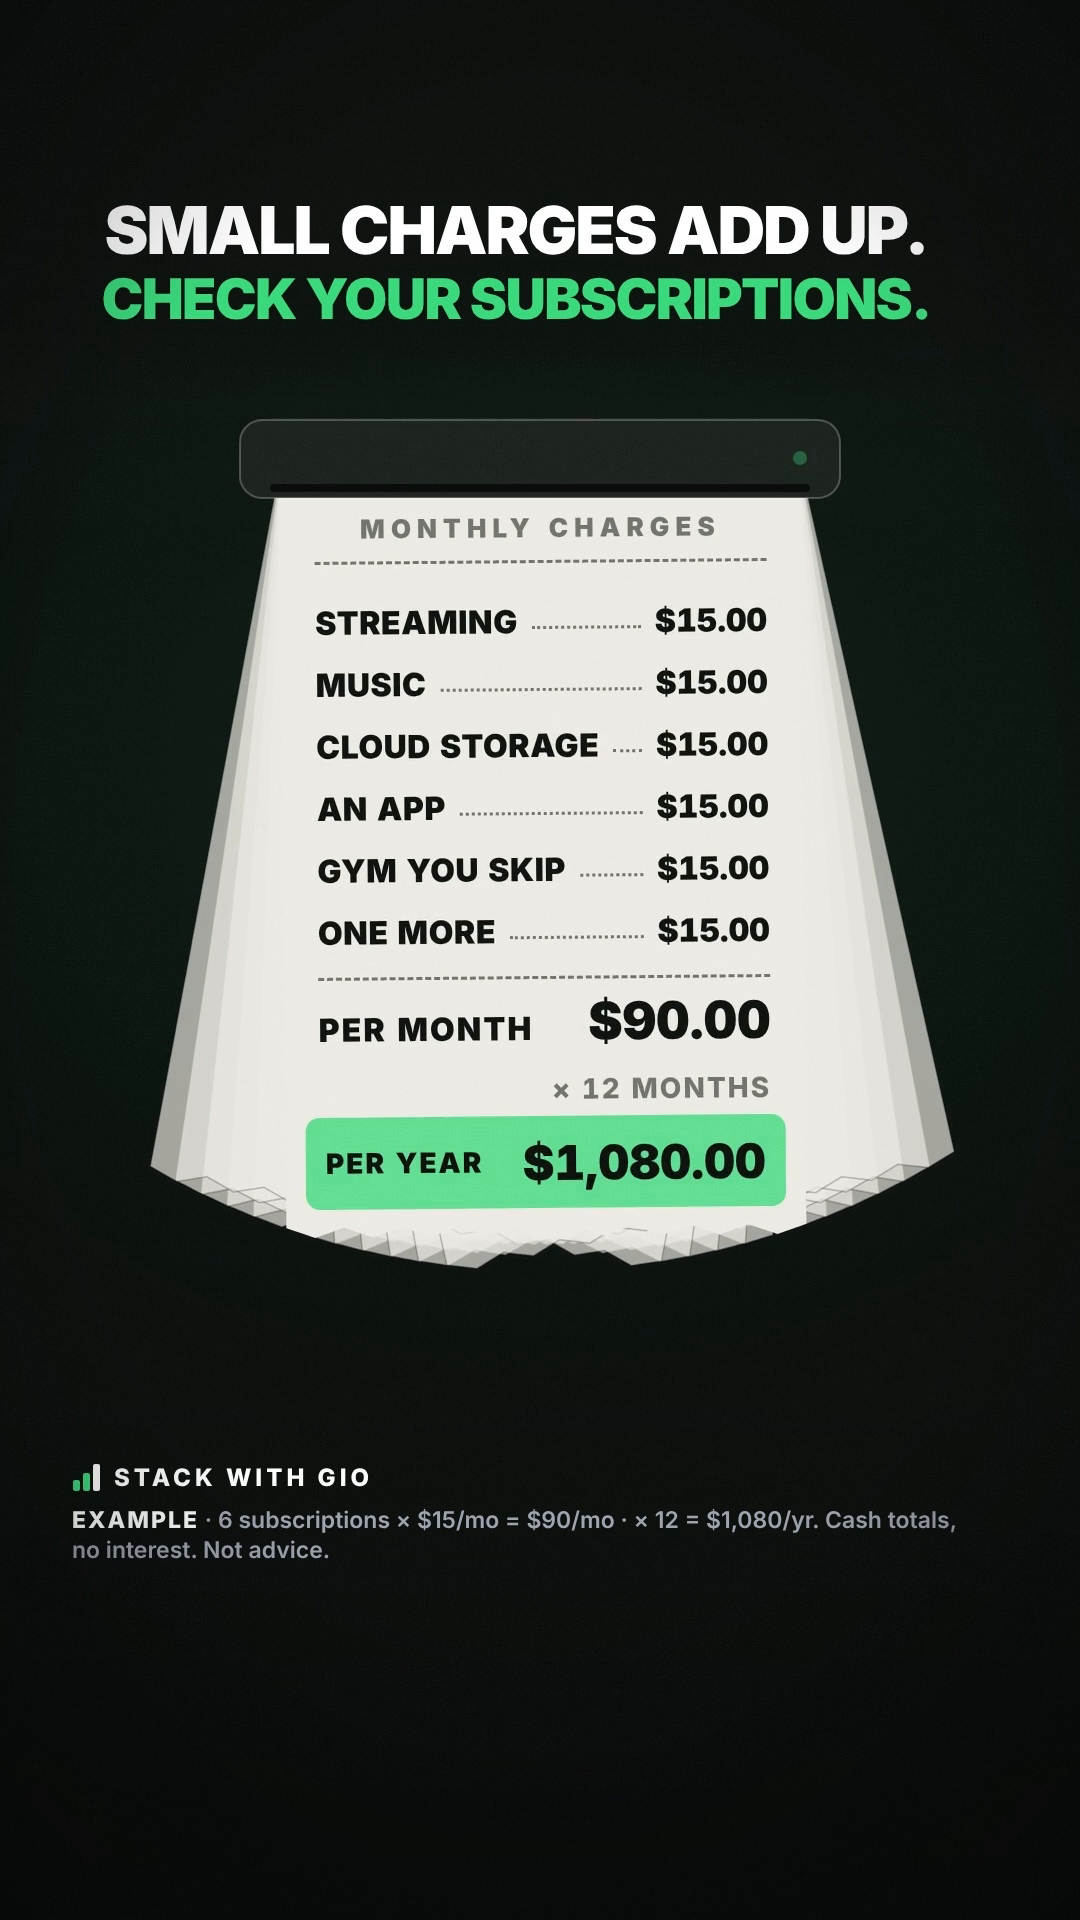 SMALL CHARGES ADD UP.
CHECK YOUR SUBSCRIPTIONS.
MONTHLY CHARGES
STREAMING $15.00
MUSIC $15.00
CLOUD STORAGE $15.00
AN APP $15.00
GYM YOU SKIP $15.00
ONE MORE $15.00
PER MONTH $90.00
× 12 MONTHS
PER YEAR $1,080.00
STACK WITH GIO
EXAMPLE · 6 subscriptions × $15/mo = $90/mo · × 12 = $1,080/yr. Cash totals,
no interest. Not advice.